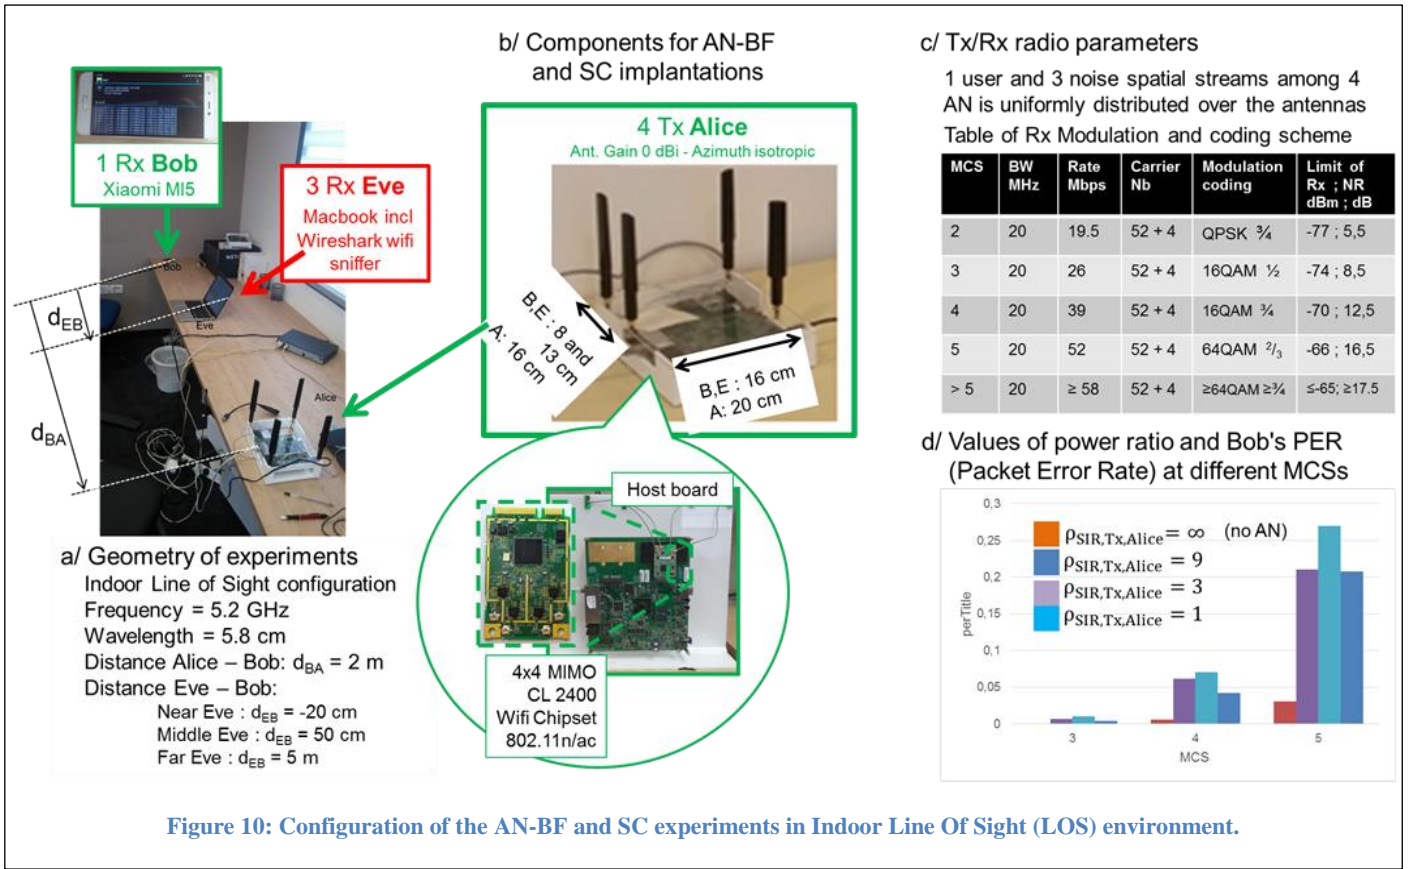 1 Rx Bob
Xiaomi MI5
3 Rx Eve
Macbook incl
Wireshark wifi
sniffer
Bob
Eve
Alice
d_EB
d_BA
a/ Geometry of experiments
Indoor Line of Sight configuration
Frequency = 5.2 GHz
Wavelength = 5.8 cm
Distance Alice – Bob: d_BA = 2 m
Distance Eve – Bob:
Near Eve : d_EB = -20 cm
Middle Eve : d_EB = 50 cm
Far Eve : d_EB = 5 m
b/ Components for AN-BF
and SC implantations
4 Tx Alice
Ant. Gain 0 dBi - Azimuth isotropic
B,E : 8 and
13 cm
A: 16 cm
B,E : 16 cm
A: 20 cm
Host board
4x4 MIMO
CL 2400
Wifi Chipset
802.11n/ac
c/ Tx/Rx radio parameters
1 user and 3 noise spatial streams among 4
AN is uniformly distributed over the antennas
Table of Rx Modulation and coding scheme
MCS BW MHz Rate Mbps Carrier Nb Modulation coding Limit of Rx ; NR dBm ; dB
2 20 19.5 52 + 4 QPSK ¾ -77 ; 5,5
3 20 26 52 + 4 16QAM ½ -74 ; 8,5
4 20 39 52 + 4 16QAM ¾ -70 ; 12,5
5 20 52 52 + 4 64QAM 2/3 -66 ; 16,5
> 5 20 ≥ 58 52 + 4 ≥64QAM ≥¾ ≤-65; ≥17.5
d/ Values of power ratio and Bob's PER
(Packet Error Rate) at different MCSs
ρSIR,Tx,Alice = ∞ (no AN)
ρSIR,Tx,Alice = 9
ρSIR,Tx,Alice = 3
ρSIR,Tx,Alice = 1
perTitle
0,3
0,25
0,2
0,15
0,1
0,05
0
3 4 5
MCS
Figure 10: Configuration of the AN-BF and SC experiments in Indoor Line Of Sight (LOS) environment.